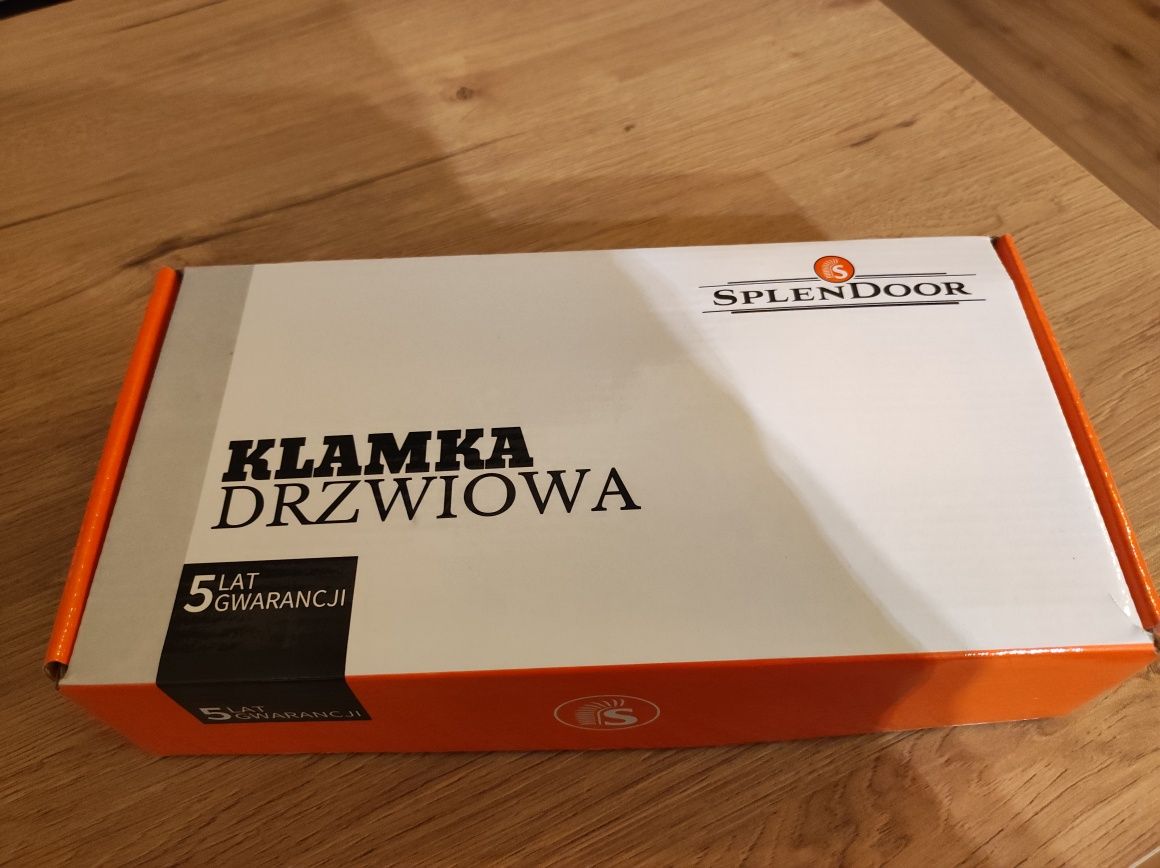 S
SPLENDOOR
KLAMKA
DRZWIOWA
5 LAT
GWARANCJI
5 LAT
GWARANCJI
S